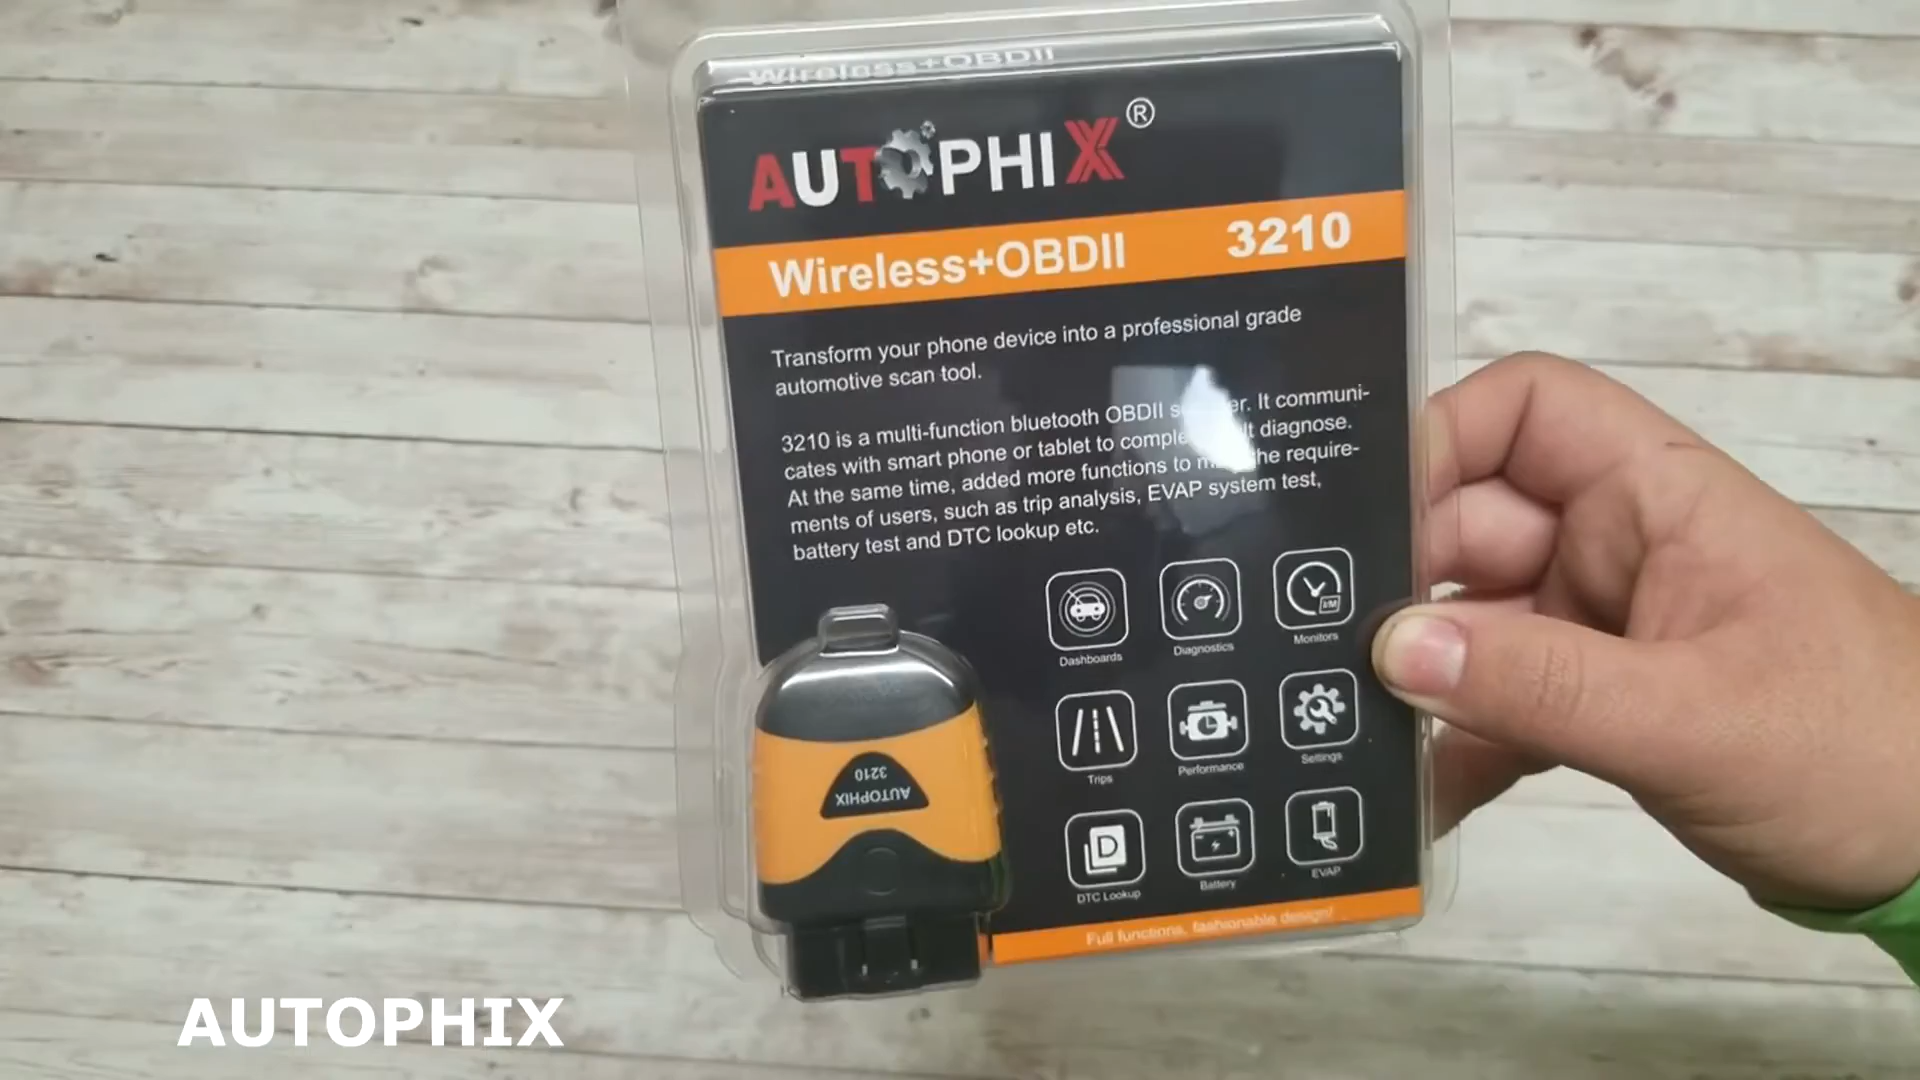 Wireless+OBDII
AUTOPHIX®
Wireless+OBDII 3210
Transform your phone device into a professional grade
automotive scan tool.
3210 is a multi-function bluetooth OBDII It communi-
cates with smart phone or tablet to diagnose.
At the same time, added more functions to the require-
ments of users, such as trip analysis, EVAP system test,
battery test and DTC lookup etc.
Dashboards Diagnostics Monitors
I/M
Trips Performance Settings
D
DTC Lookup Battery EVAP
Full functions, fashionable design!
AUTOPHIX
3210
AUTOPHIX